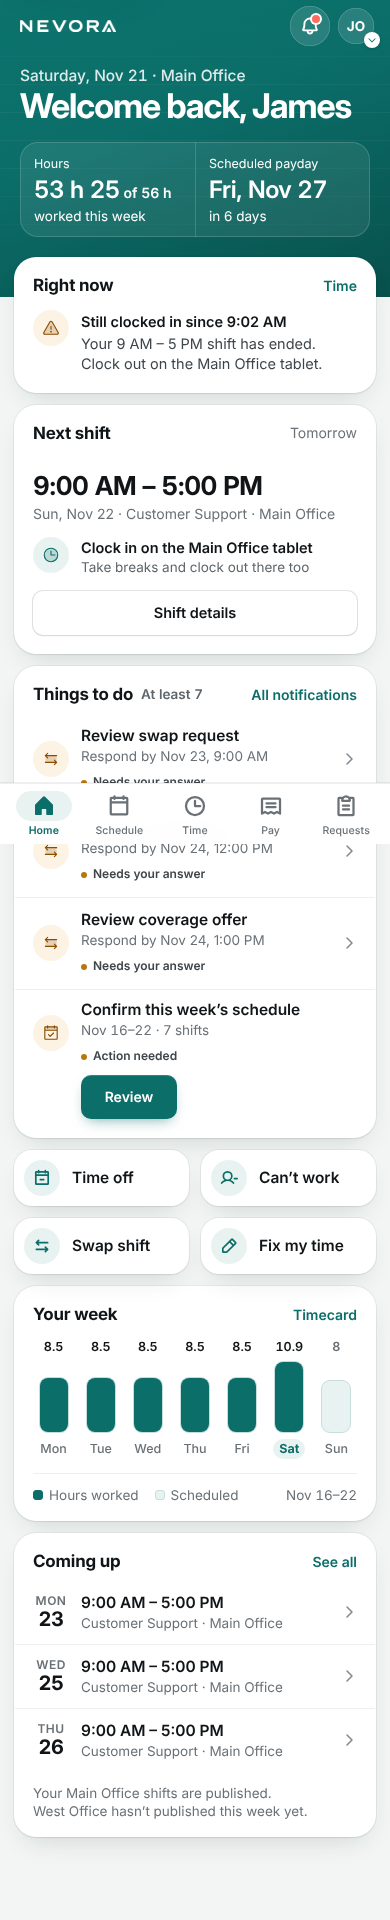 NEVORA
JO
Saturday, Nov 21 · Main Office
Welcome back, James
Hours
53 h 25 of 56 h
worked this week
Scheduled payday
Fri, Nov 27
in 6 days
Right now
Time
Still clocked in since 9:02 AM
Your 9 AM – 5 PM shift has ended.
Clock out on the Main Office tablet.
Next shift
Tomorrow
9:00 AM – 5:00 PM
Sun, Nov 22 · Customer Support · Main Office
Clock in on the Main Office tablet
Take breaks and clock out there too
Shift details
Things to do At least 7
All notifications
Review swap request
Respond by Nov 23, 9:00 AM
Needs your answer
Home
Schedule
Time
Pay
Requests
Respond by Nov 24, 12:00 PM
Needs your answer
Review coverage offer
Respond by Nov 24, 1:00 PM
Needs your answer
Confirm this week’s schedule
Nov 16–22 · 7 shifts
Action needed
Review
Time off
Can’t work
Swap shift
Fix my time
Your week
Timecard
8.5 8.5 8.5 8.5 8.5 10.9 8
Mon Tue Wed Thu Fri Sat Sun
Hours worked
Scheduled
Nov 16–22
Coming up
See all
MON
23
9:00 AM – 5:00 PM
Customer Support · Main Office
WED
25
9:00 AM – 5:00 PM
Customer Support · Main Office
THU
26
9:00 AM – 5:00 PM
Customer Support · Main Office
Your Main Office shifts are published.
West Office hasn’t published this week yet.